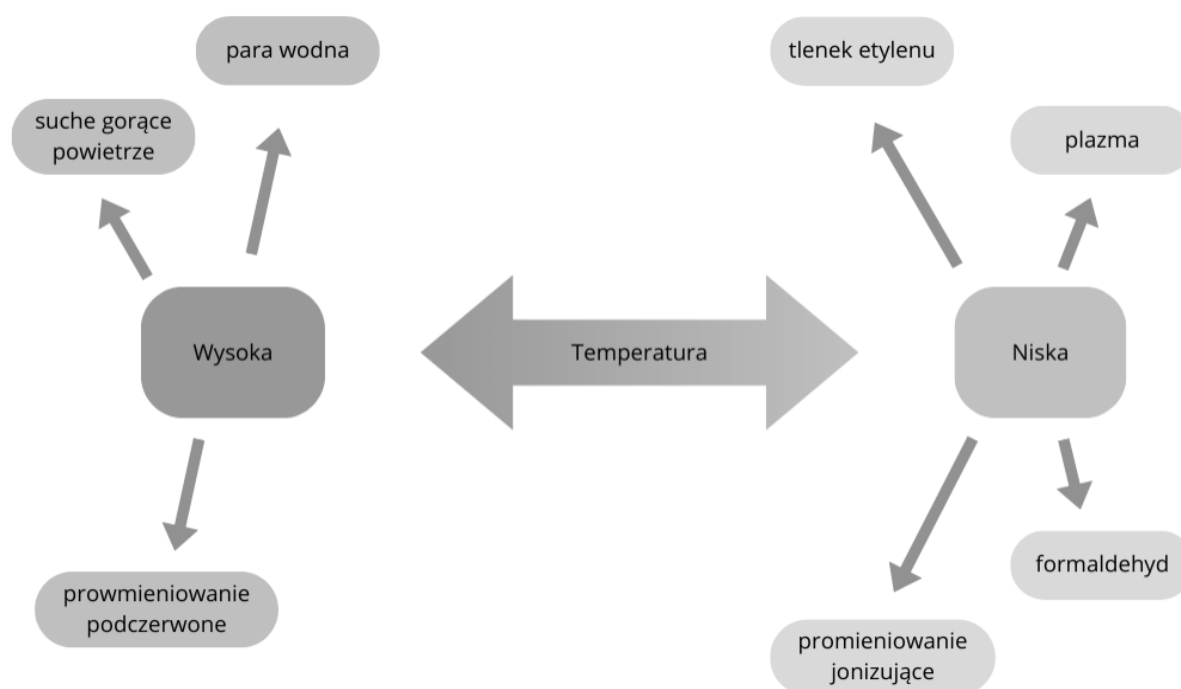 para wodna
suche gorące
powietrze
Wysoka
prowmieniowanie
podczerwone
Temperatura
tlenek etylenu
plazma
Niska
formaldehyd
promieniowanie
jonizujące